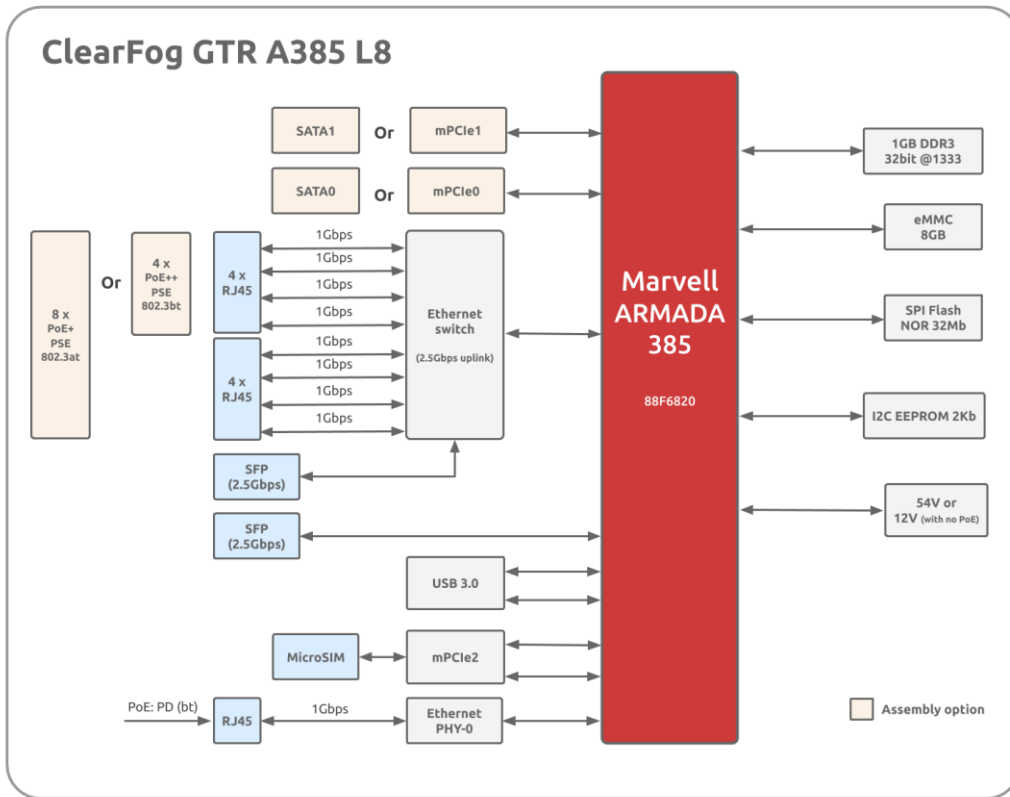 ClearFog GTR A385 L8
SATA1
Or
mPCIe1
SATA0
Or
mPCIe0
8 x
PoE+
PSE
802.3at
Or
4 x
PoE++
PSE
802.3bt
4 x
RJ45
4 x
RJ45
1Gbps
1Gbps
1Gbps
1Gbps
1Gbps
1Gbps
1Gbps
1Gbps
Ethernet
switch
(2.5Gbps uplink)
SFP
(2.5Gbps)
SFP
(2.5Gbps)
USB 3.0
MicroSIM
mPCIe2
PoE: PD (bt)
RJ45
1Gbps
Ethernet
PHY-0
Marvell
ARMADA
385
88F6820
1GB DDR3
32bit @1333
eMMC
8GB
SPI Flash
NOR 32Mb
I2C EEPROM 2Kb
54V or
12V (with no PoE)
Assembly option